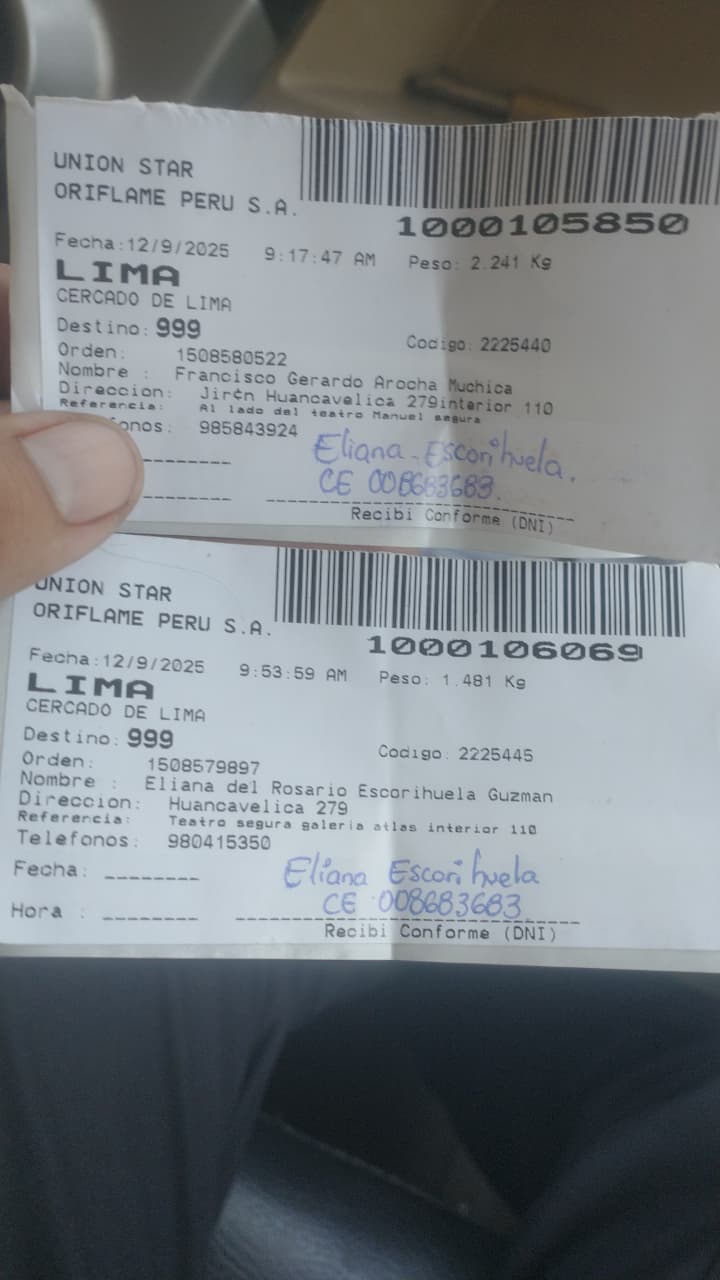 UNION STAR
ORIFLAME PERU S.A.
1000105850
Fecha:12/9/2025 9:17:47 AM Peso: 2.241 Kg
LIMA
CERCADO DE LIMA
Destino: 999
Codigo: 2225440
Orden: 1508580522
Nombre : Francisco Gerardo Arocha Muchica
Direccion: Jirón Huancavelica 279interior 110
Referencia: Al lado del teatro Manuel segura
onos: 985843924
Eliana Escorihuela.
CE 008683683.
Recibi Conforme (DNI)
UNION STAR
ORIFLAME PERU S.A.
1000106069
Fecha:12/9/2025 9:53:59 AM Peso: 1.481 Kg
LIMA
CERCADO DE LIMA
Destino: 999
Codigo: 2225445
Orden: 1508579897
Nombre : Eliana del Rosario Escorihuela Guzman
Direccion: Huancavelica 279
Referencia: Teatro segura galeria atlas interior 110
Telefonos: 980415350
Fecha:
Eliana Escorihuela
CE 008683683
Hora :
Recibi Conforme (DNI)